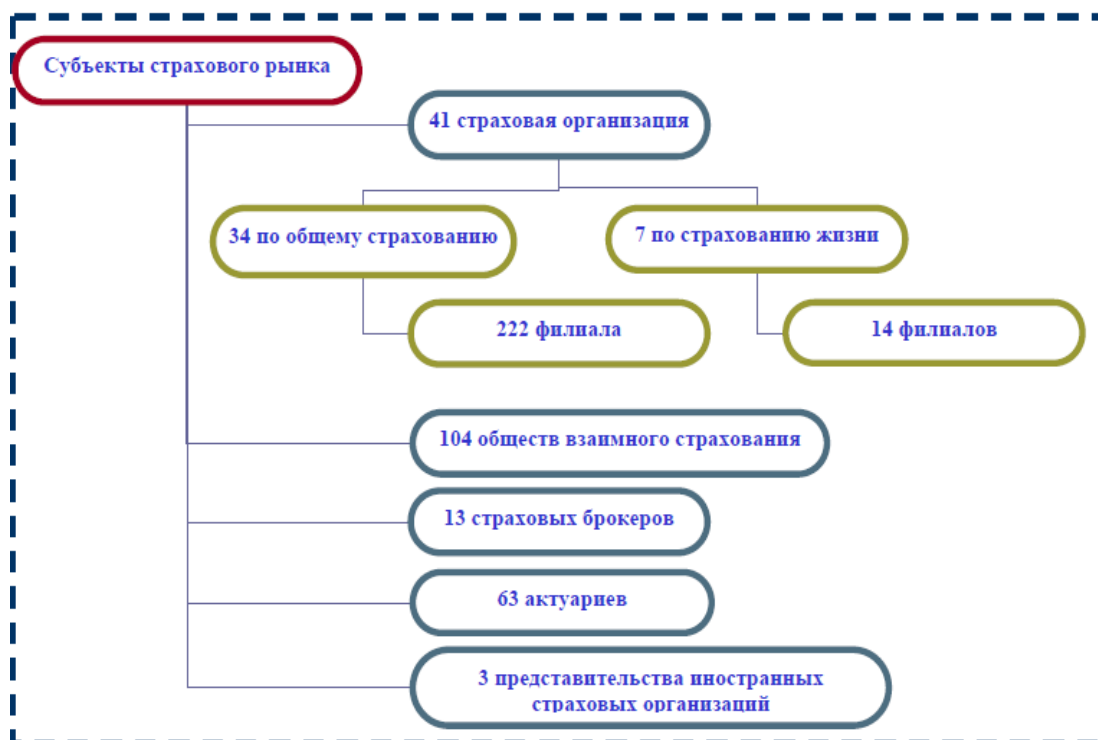 Субъекты страхового рынка
41 страховая организация
34 по общему страхованию
7 по страхованию жизни
222 филиала
14 филиалов
104 обществ взаимного страхования
13 страховых брокеров
63 актуариев
3 представительства иностранных
страховых организаций